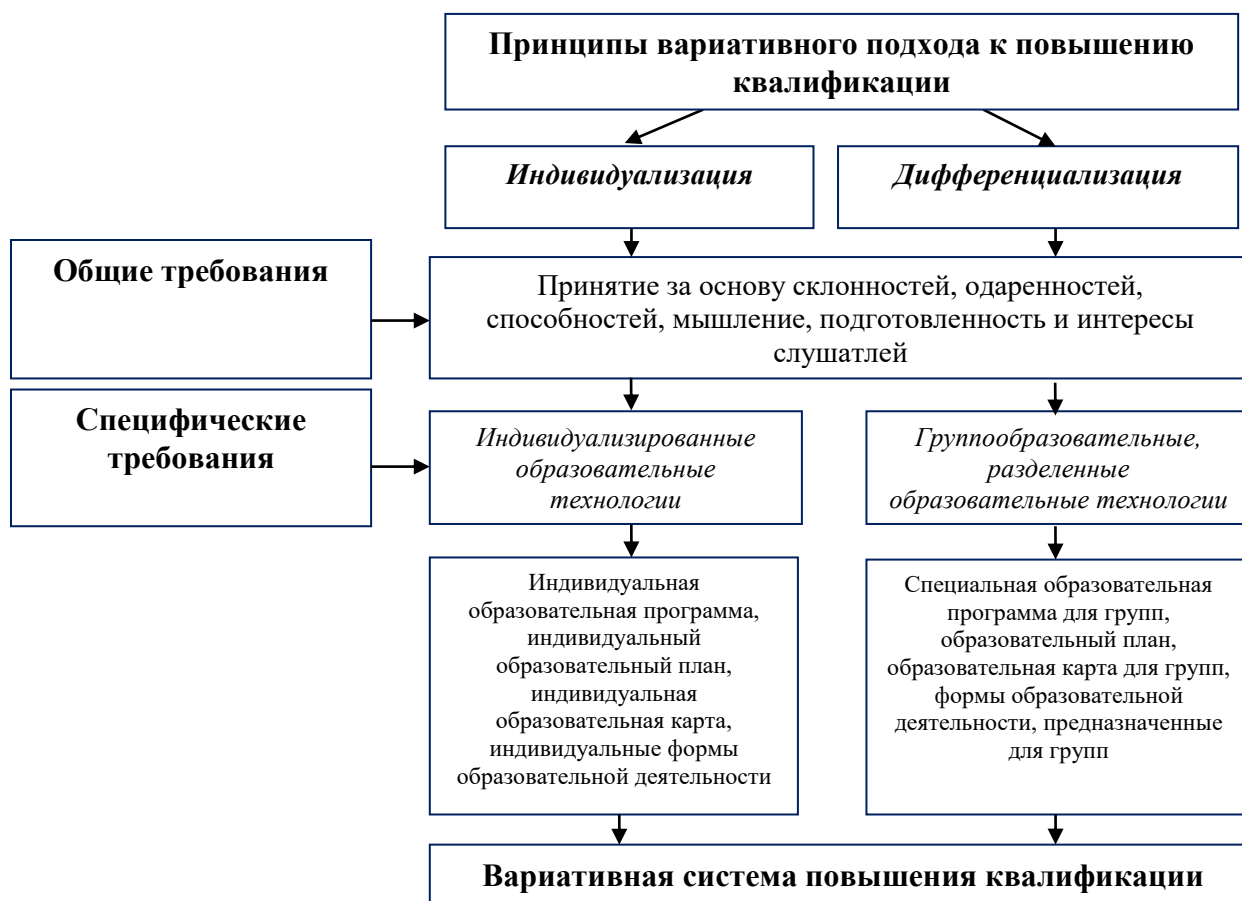 Принципы вариативного подхода к повышению
квалификации
Индивидуализация
Дифференциализация
Общие требования
Принятие за основу склонностей, одаренностей,
способностей, мышление, подготовленность и интересы
слушатлей
Специфические
требования
Индивидуализированные
образовательные
технологии
Группообразовательные,
разделенные
образовательные технологии
Индивидуальная
образовательная программа,
индивидуальный
образовательный план,
индивидуальная
образовательная карта,
индивидуальные формы
образовательной деятельности
Специальная образовательная
программа для групп,
образовательный план,
образовательная карта для групп,
формы образовательной
деятельности, предназначенные
для групп
Вариативная система повышения квалификации